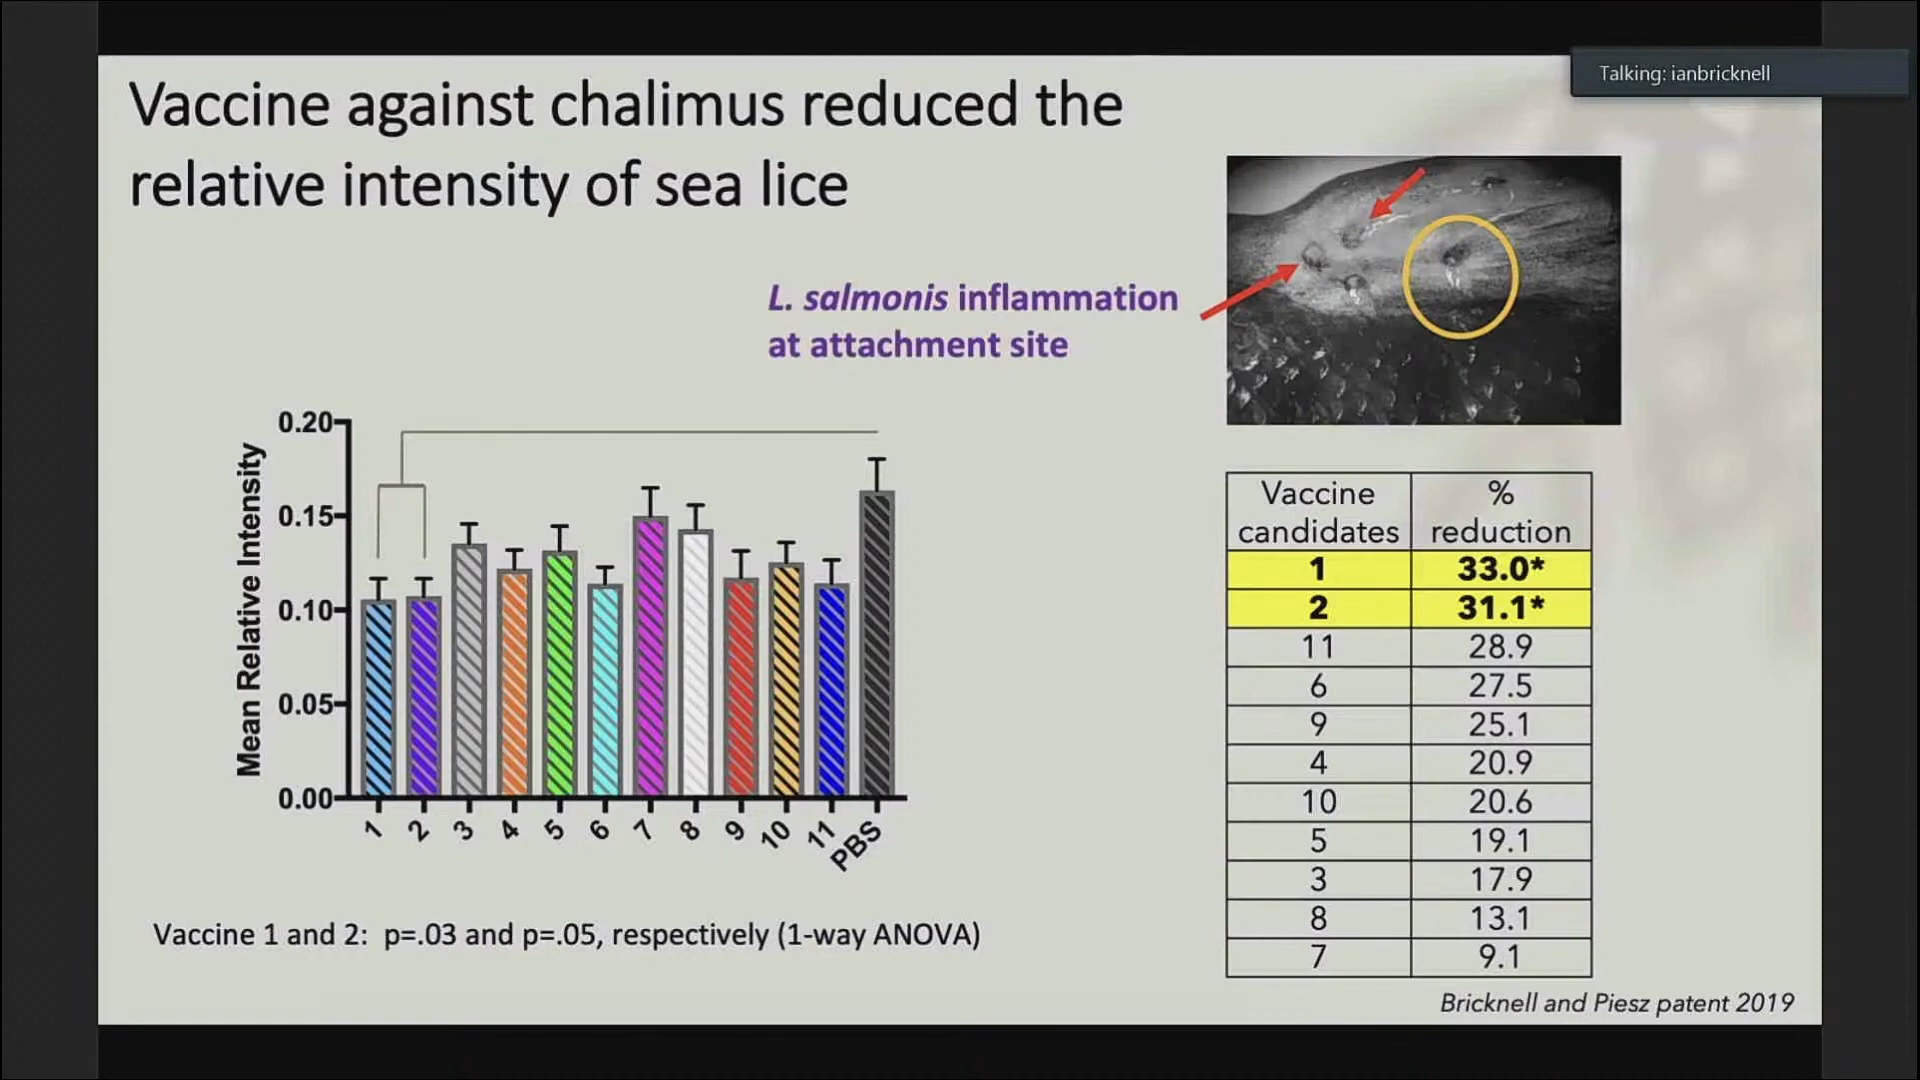 Talking: ianbricknell
Vaccine against chalimus reduced the
relative intensity of sea lice
L. salmonis inflammation
at attachment site
Mean Relative Intensity
0.20
0.15
0.10
0.05
0.00
1 2 3 4 5 6 7 8 9 10 11 PBS
Vaccine 1 and 2: p=.03 and p=.05, respectively (1-way ANOVA)
Vaccine candidates % reduction
1 33.0*
2 31.1*
11 28.9
6 27.5
9 25.1
4 20.9
10 20.6
5 19.1
3 17.9
8 13.1
7 9.1
Bricknell and Piesz patent 2019